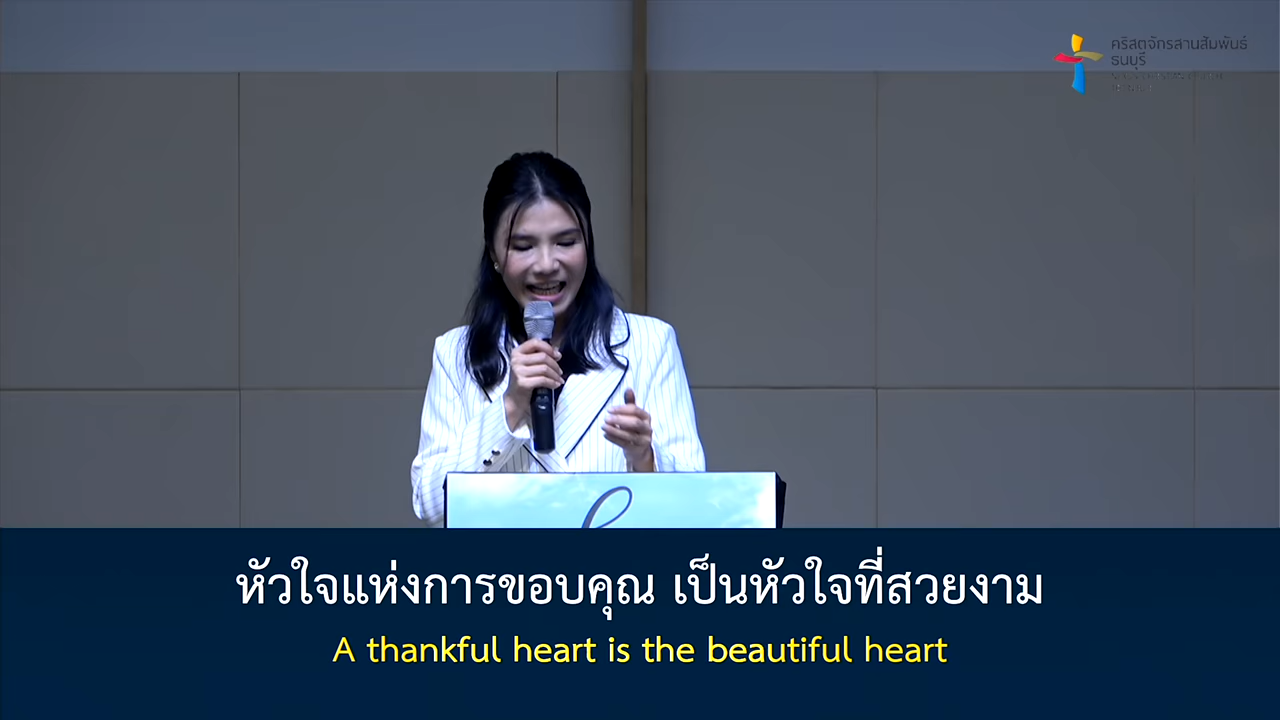 คริสตจักรสานสัมพันธ์
ธนบุรี
หัวใจแห่งการขอบคุณ เป็นหัวใจที่สวยงาม
A thankful heart is the beautiful heart